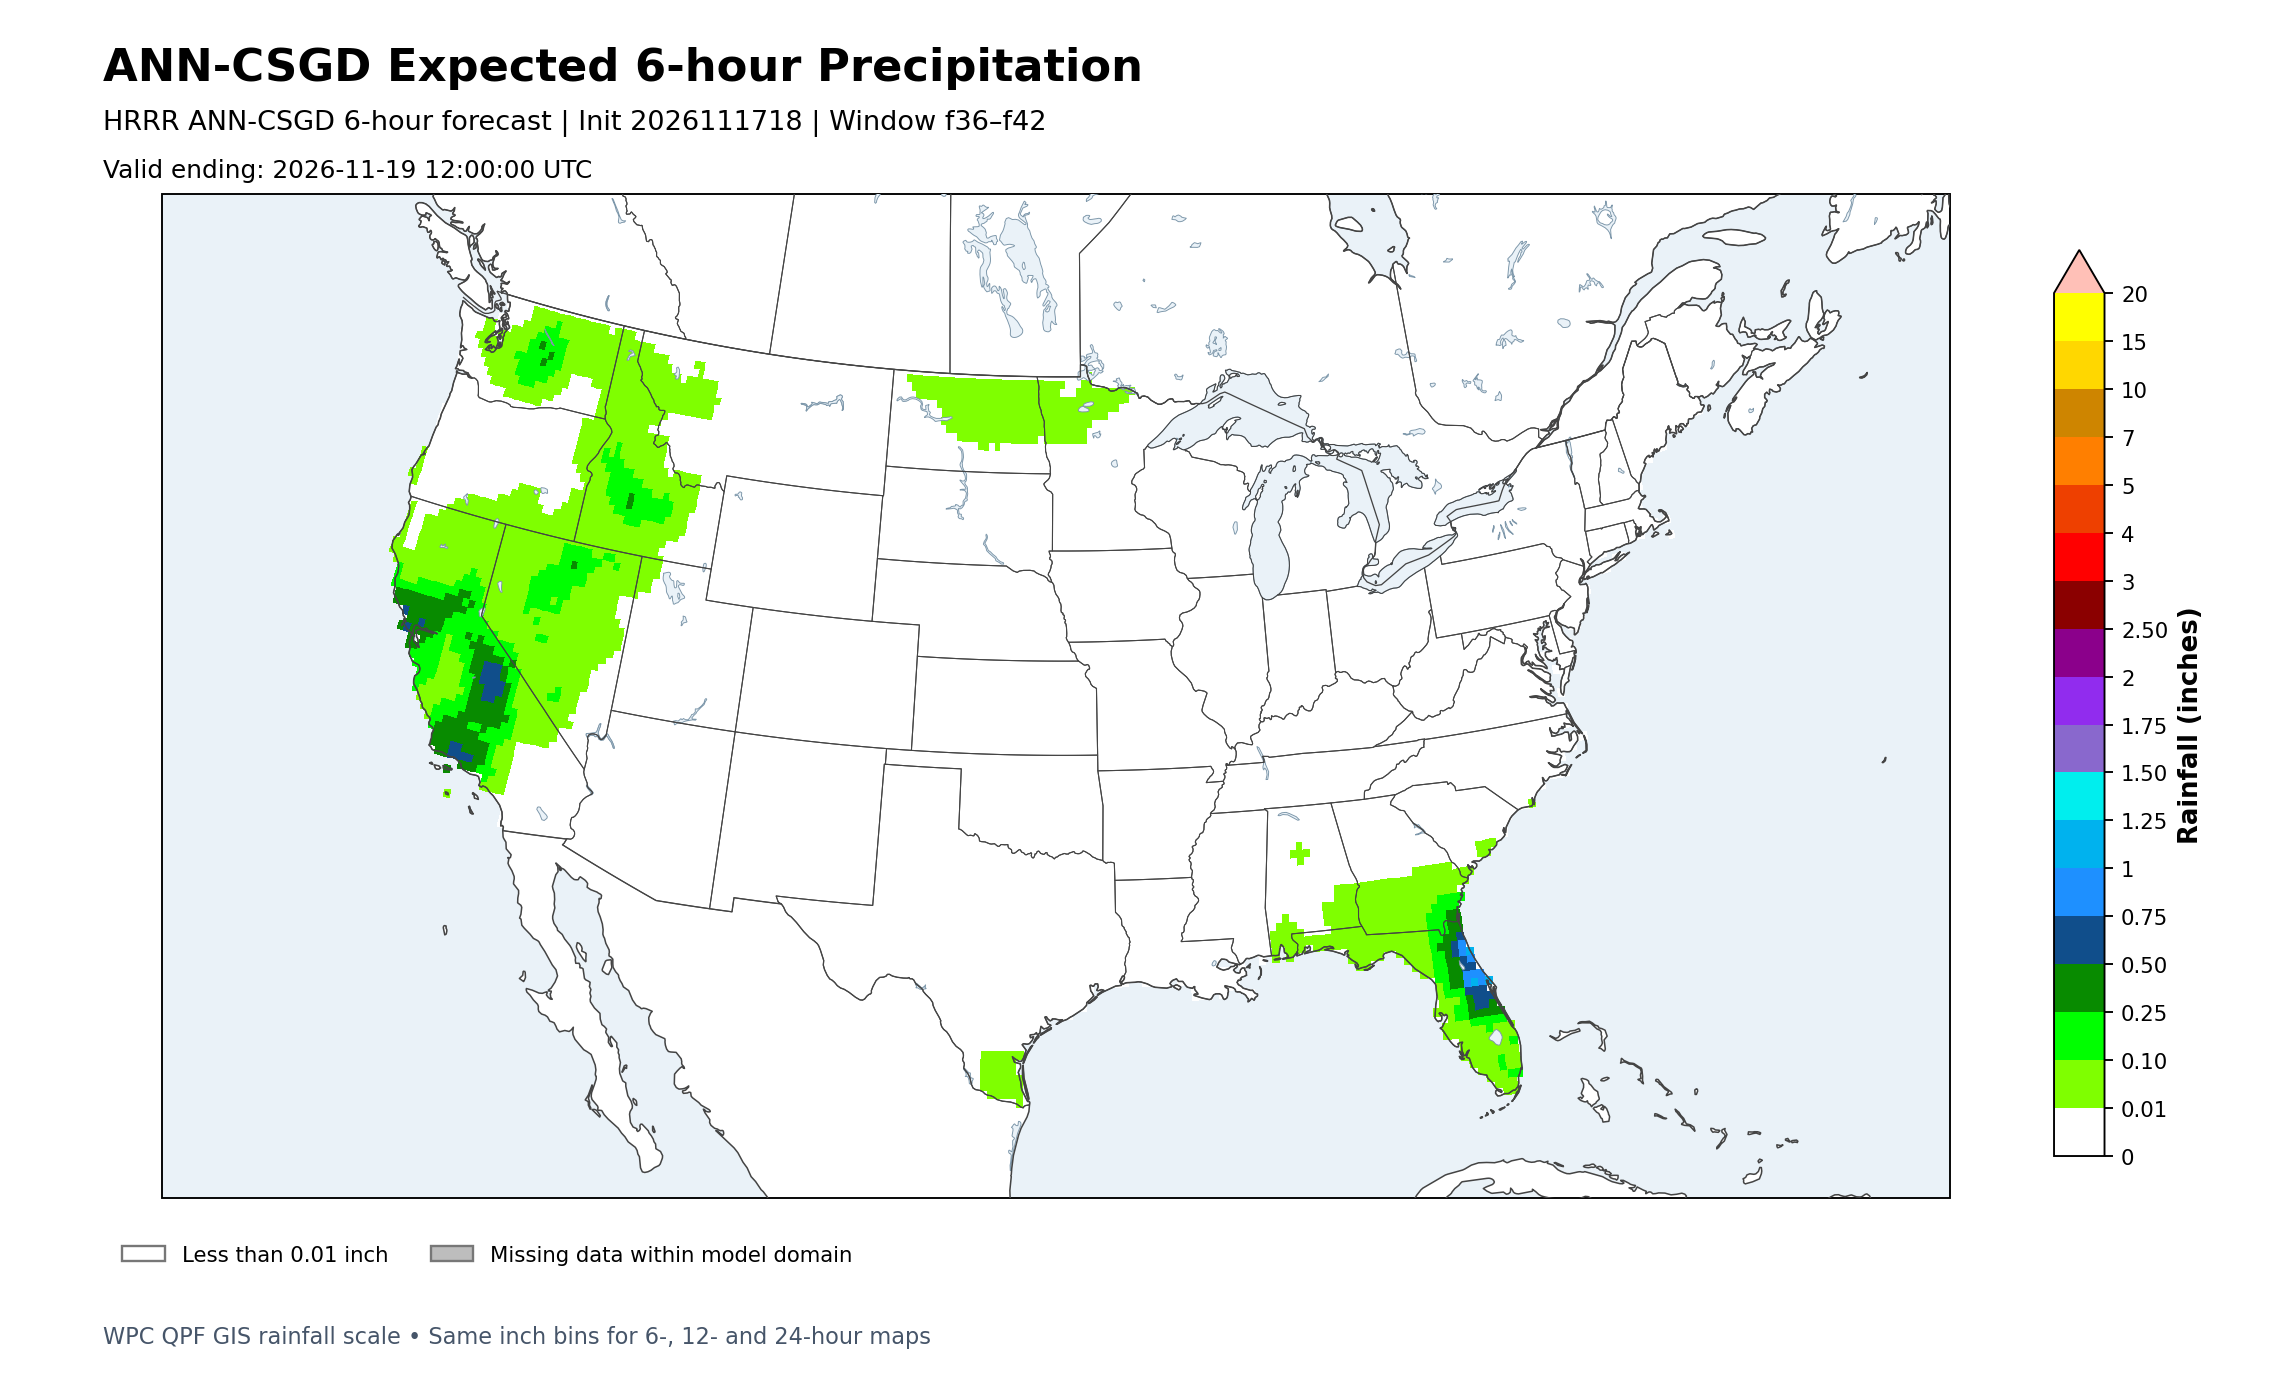 ANN-CSGD Expected 6-hour Precipitation
HRRR ANN-CSGD 6-hour forecast | Init 2026111718 | Window f36–f42
Valid ending: 2026-11-19 12:00:00 UTC
20
15
10
7
5
4
3
2.50
2
1.75
1.50
1.25
1
0.75
0.50
0.25
0.10
0.01
0
Rainfall (inches)
Less than 0.01 inch
Missing data within model domain
WPC QPF GIS rainfall scale • Same inch bins for 6-, 12- and 24-hour maps